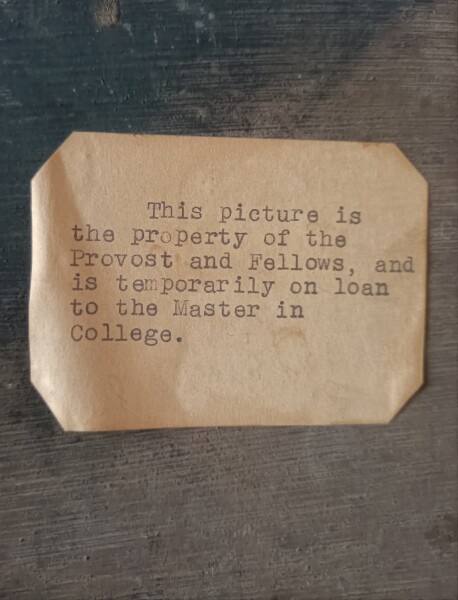 This picture is
the property of the
Provost and Fellows, and
is temporarily on loan
to the Master in
College.